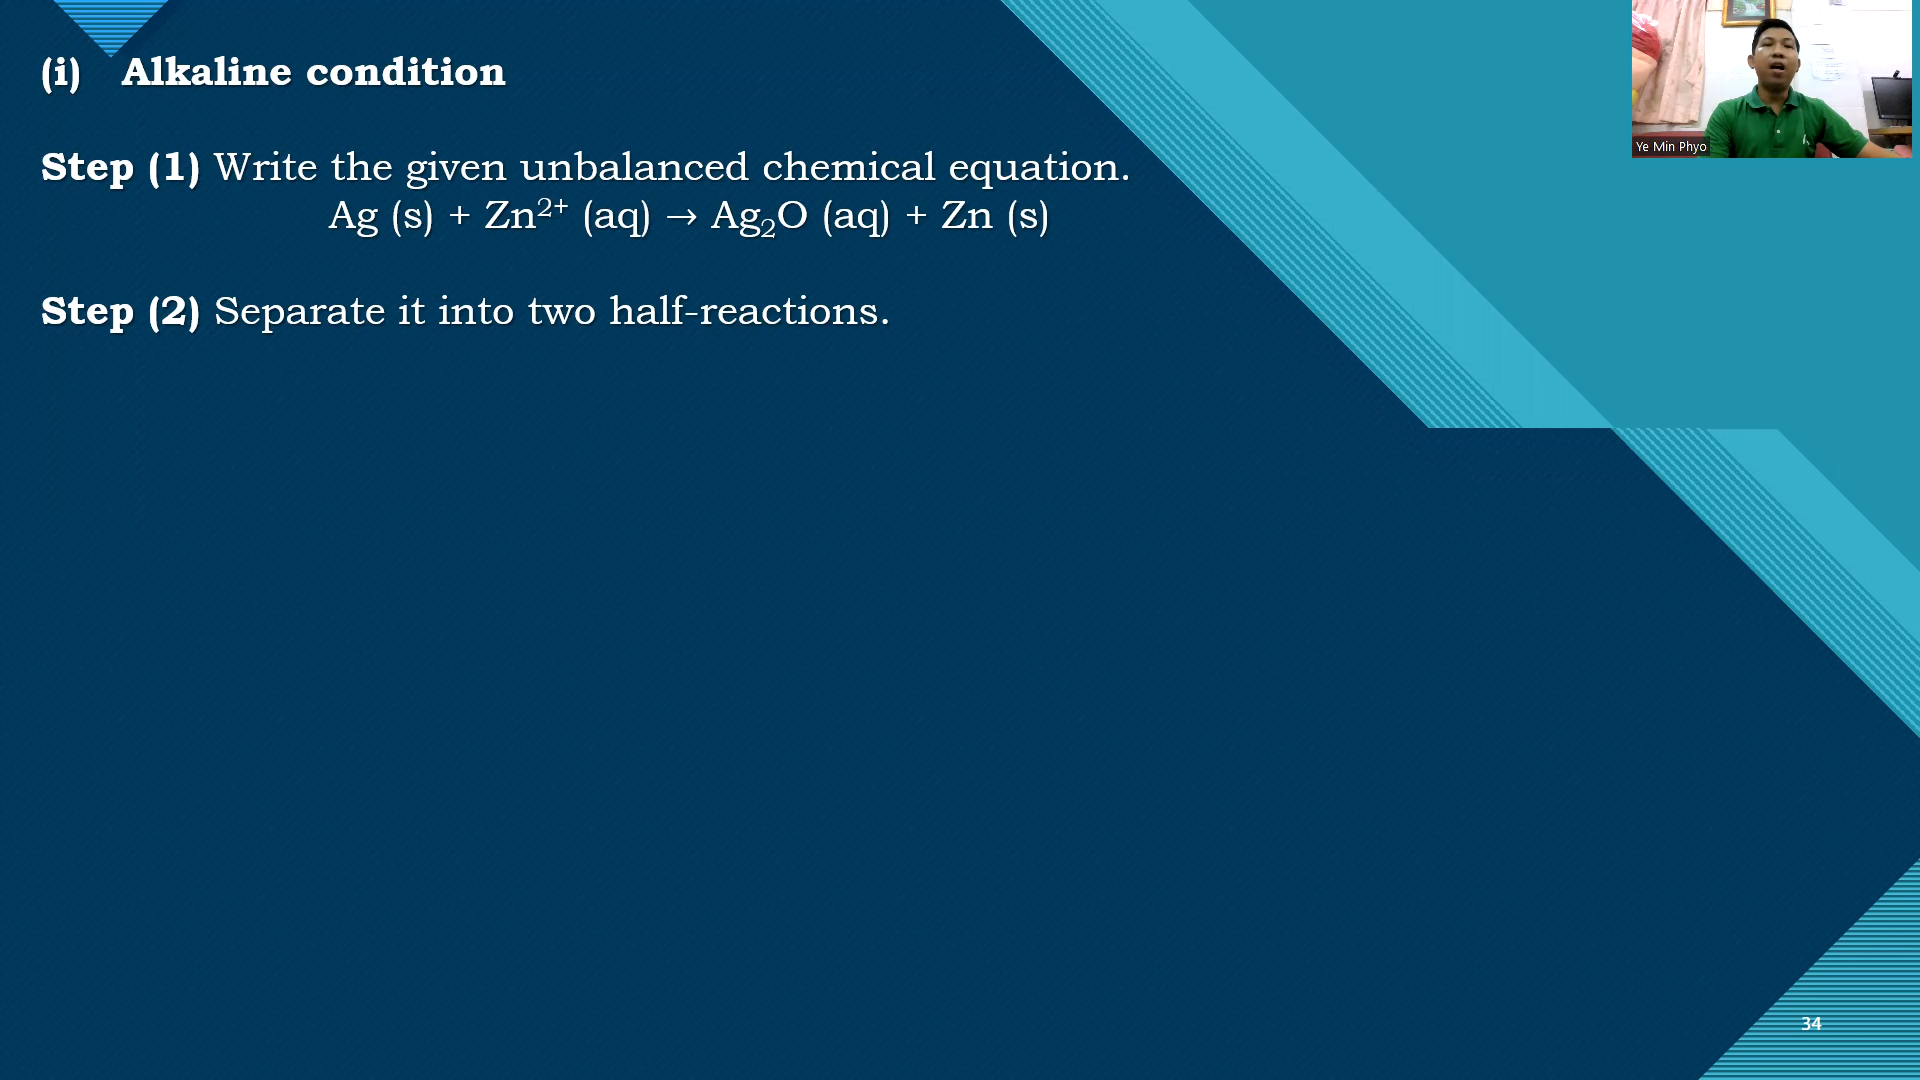 (i) Alkaline condition
Step (1) Write the given unbalanced chemical equation.
Ag (s) + Zn²⁺ (aq) → Ag₂O (aq) + Zn (s)
Step (2) Separate it into two half-reactions.
Ye Min Phyo
34